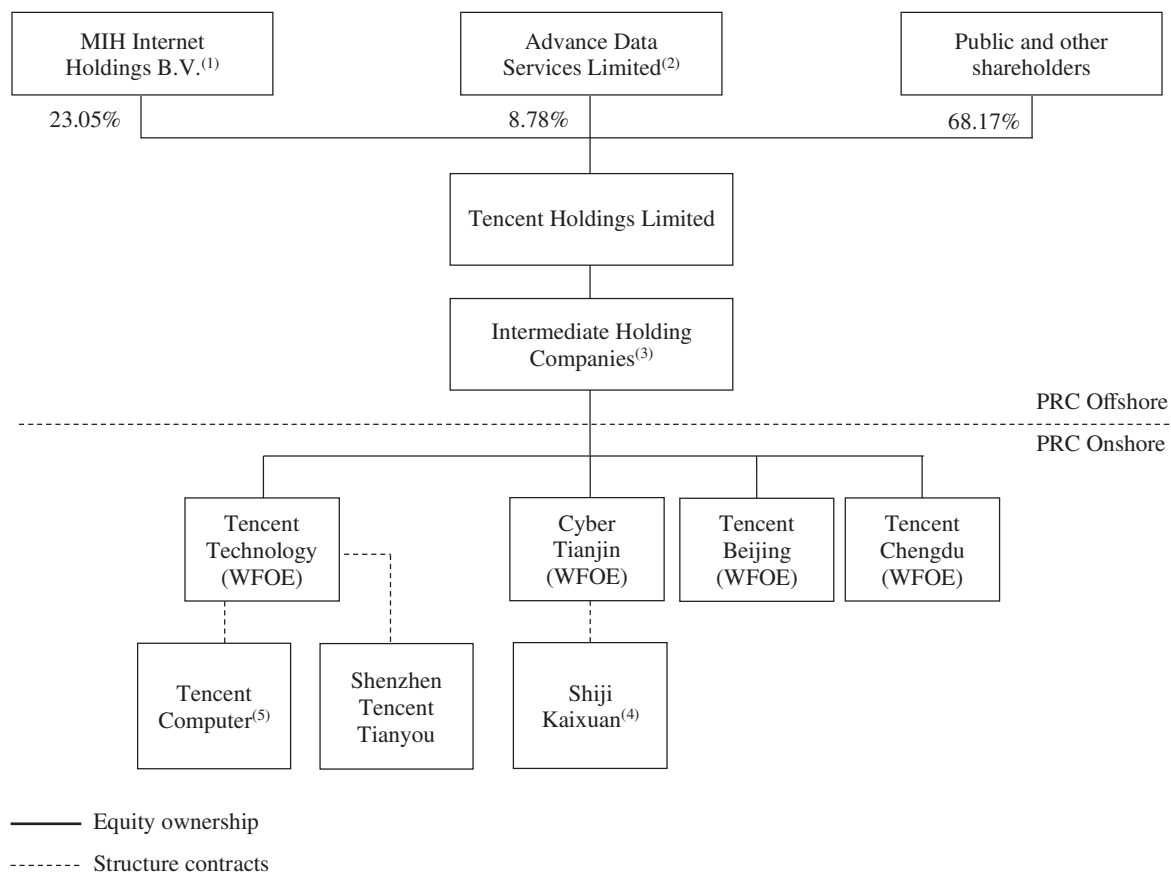 MIH Internet
Holdings B.V.(1)
Advance Data
Services Limited(2)
Public and other
shareholders
23.05%
8.78%
68.17%
Tencent Holdings Limited
Intermediate Holding
Companies(3)
PRC Offshore
PRC Onshore
Tencent
Technology
(WFOE)
Cyber
Tianjin
(WFOE)
Tencent
Beijing
(WFOE)
Tencent
Chengdu
(WFOE)
Tencent
Computer(5)
Shenzhen
Tencent
Tianyou
Shiji
Kaixuan(4)
Equity ownership
Structure contracts